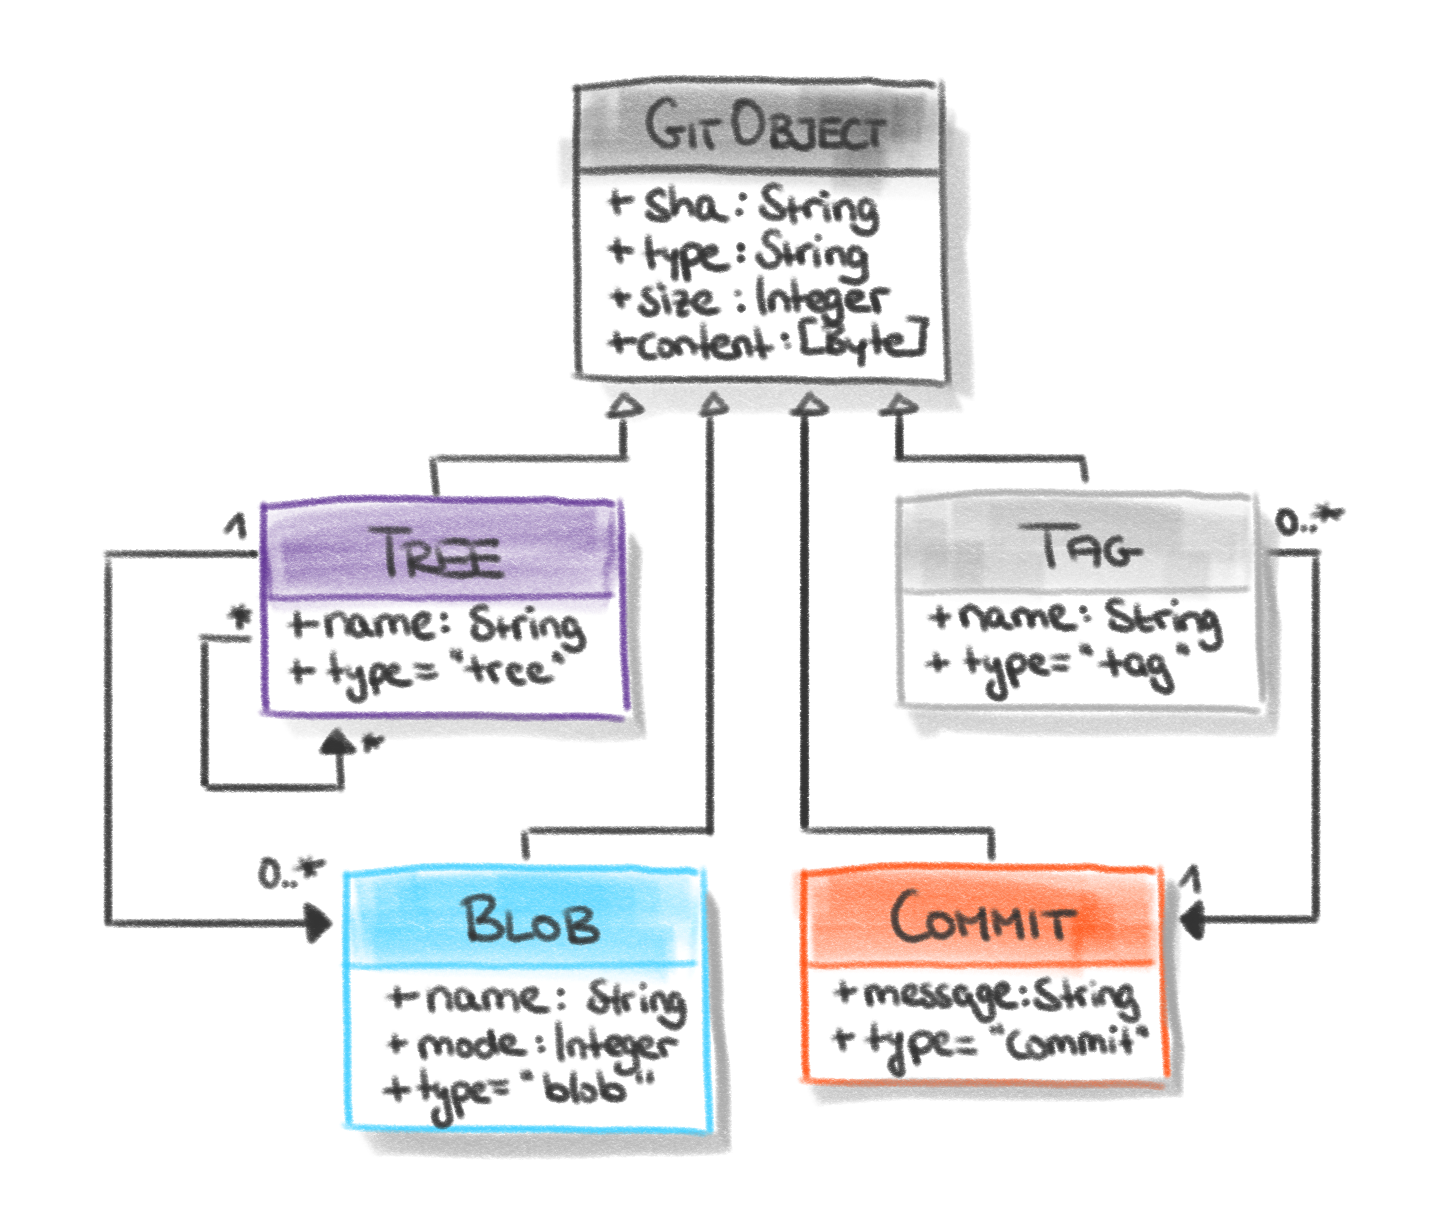 GIT OBJECT
+ sha: String
+ type: String
+ size: Integer
+ content: [Byte]
TREE
+ name: String
+ type= "tree"
1
*
*
TAG
+ name: String
+ type= "tag"
0..*
BLOB
+ name: String
+ mode: Integer
+ type= "blob"
0..*
COMMIT
+ message: String
+ type= "commit"
1